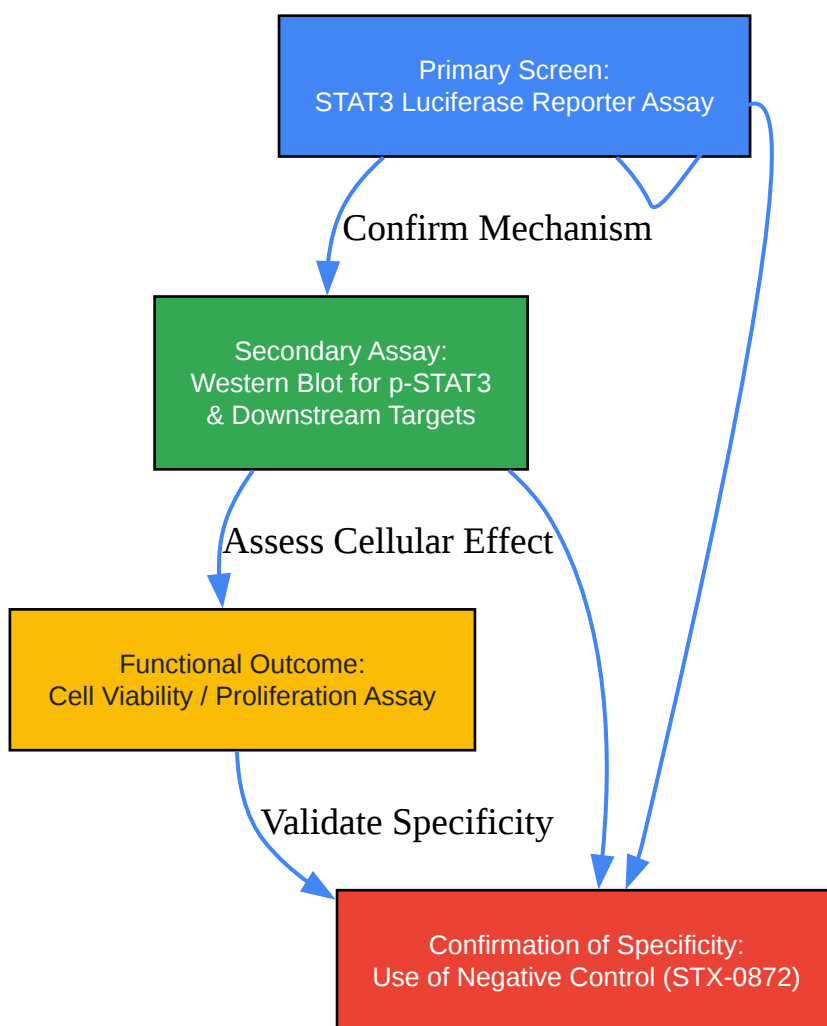 Primary Screen:
STAT3 Luciferase Reporter Assay
Confirm Mechanism
Secondary Assay:
Western Blot for p-STAT3
& Downstream Targets
Assess Cellular Effect
Functional Outcome:
Cell Viability / Proliferation Assay
Validate Specificity
Confirmation of Specificity:
Use of Negative Control (STX-0872)